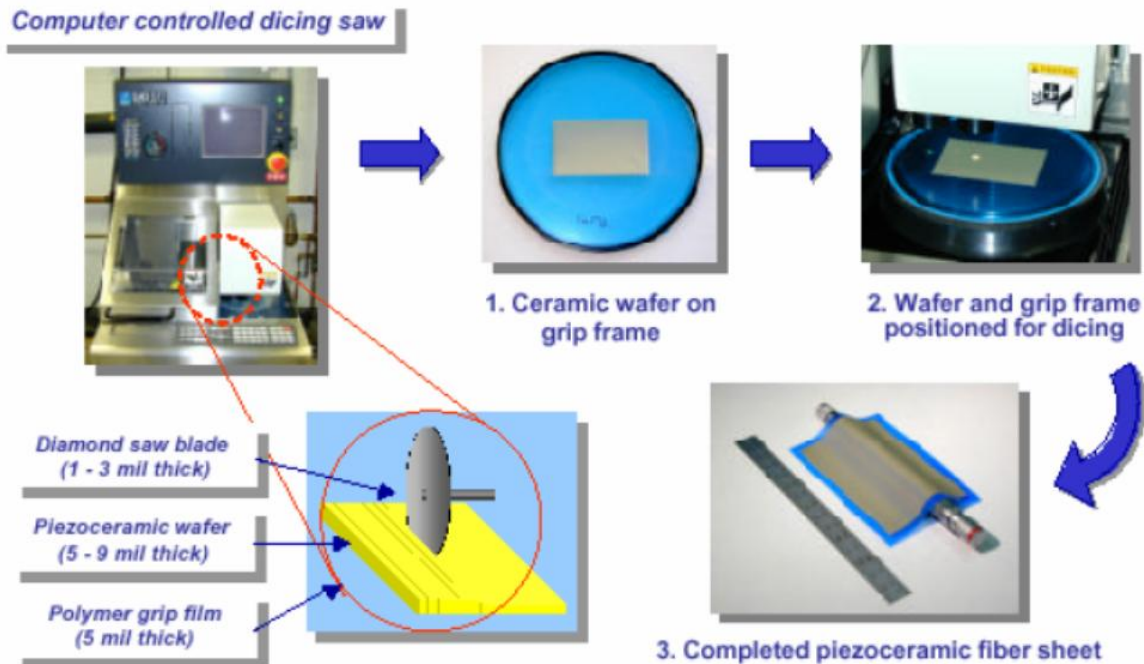 Computer controlled dicing saw
1. Ceramic wafer on
grip frame
2. Wafer and grip frame
positioned for dicing
Diamond saw blade
(1 - 3 mil thick)
Piezoceramic wafer
(5 - 9 mil thick)
Polymer grip film
(5 mil thick)
3. Completed piezoceramic fiber sheet